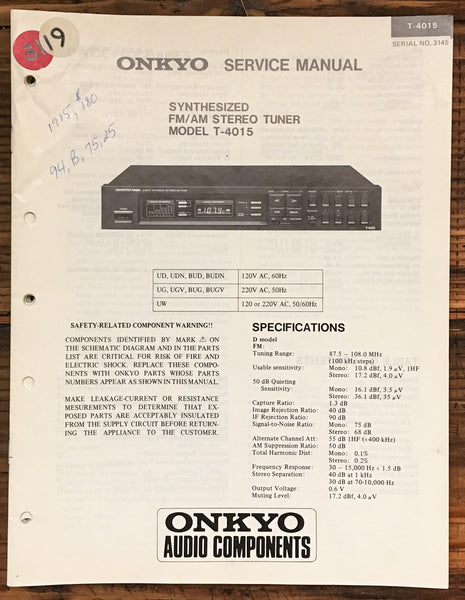 T-4015
SERIAL NO. 3145
19
ONKYO SERVICE MANUAL
1985, $180
94, B, 75, 25
SYNTHESIZED
FM/AM STEREO TUNER
MODEL T-4015
ONKYO
107.9
T-4015
UD, UDN, BUD, BUDN 120V AC, 60Hz
UG, UGV, BUG, BUGV 220V AC, 50Hz
UW 120 or 220V AC, 50/60Hz
SAFETY-RELATED COMPONENT WARNING!!
COMPONENTS IDENTIFIED BY MARK ⚠ ON
THE SCHEMATIC DIAGRAM AND IN THE PARTS
LIST ARE CRITICAL FOR RISK OF FIRE AND
ELECTRIC SHOCK. REPLACE THESE COMPO-
NENTS WITH ONKYO PARTS WHOSE PARTS
NUMBERS APPEAR AS SHOWN IN THIS MANUAL.
MAKE LEAKAGE-CURRENT OR RESISTANCE
MESUREMENTS TO DETERMINE THAT EX-
POSED PARTS ARE ACCEPTABLY INSULATED
FROM THE SUPPLY CIRCUIT BEFORE RETURN-
ING THE APPLIANCE TO THE CUSTOMER.
SPECIFICATIONS
D model
FM:
Tuning Range: 87.5 – 108.0 MHz
(100 kHz steps)
Usable sensitivity: Mono: 10.8 dBf, 1.9 μV, IHF
Stereo: 17.2 dBf, 4.0 μV
50 dB Quieting
Sensitivity: Mono: 16.1 dBf, 3.5 μV
Stereo: 36.1 dBf, 35 μV
Capture Ratio: 1.3 dB
Image Rejection Ratio: 40 dB
IF Rejection Ratio: 90 dB
Signal-to-Noise Ratio: Mono: 75 dB
Stereo: 68 dB
Alternate Channel Att: 55 dB IHF (±400 kHz)
AM Suppression Ratio: 50 dB
Total Harmonic Dist: Mono: 0.1%
Stereo: 0.2%
Frequency Response: 30 – 15,000 Hz ± 1.5 dB
Stereo Separation: 40 dB at 1 kHz
30 dB at 70-10,000 Hz
Output Voltage: 0.6 V
Muting Level: 17.2 dBf, 4.0 μV
ONKYO
AUDIO COMPONENTS